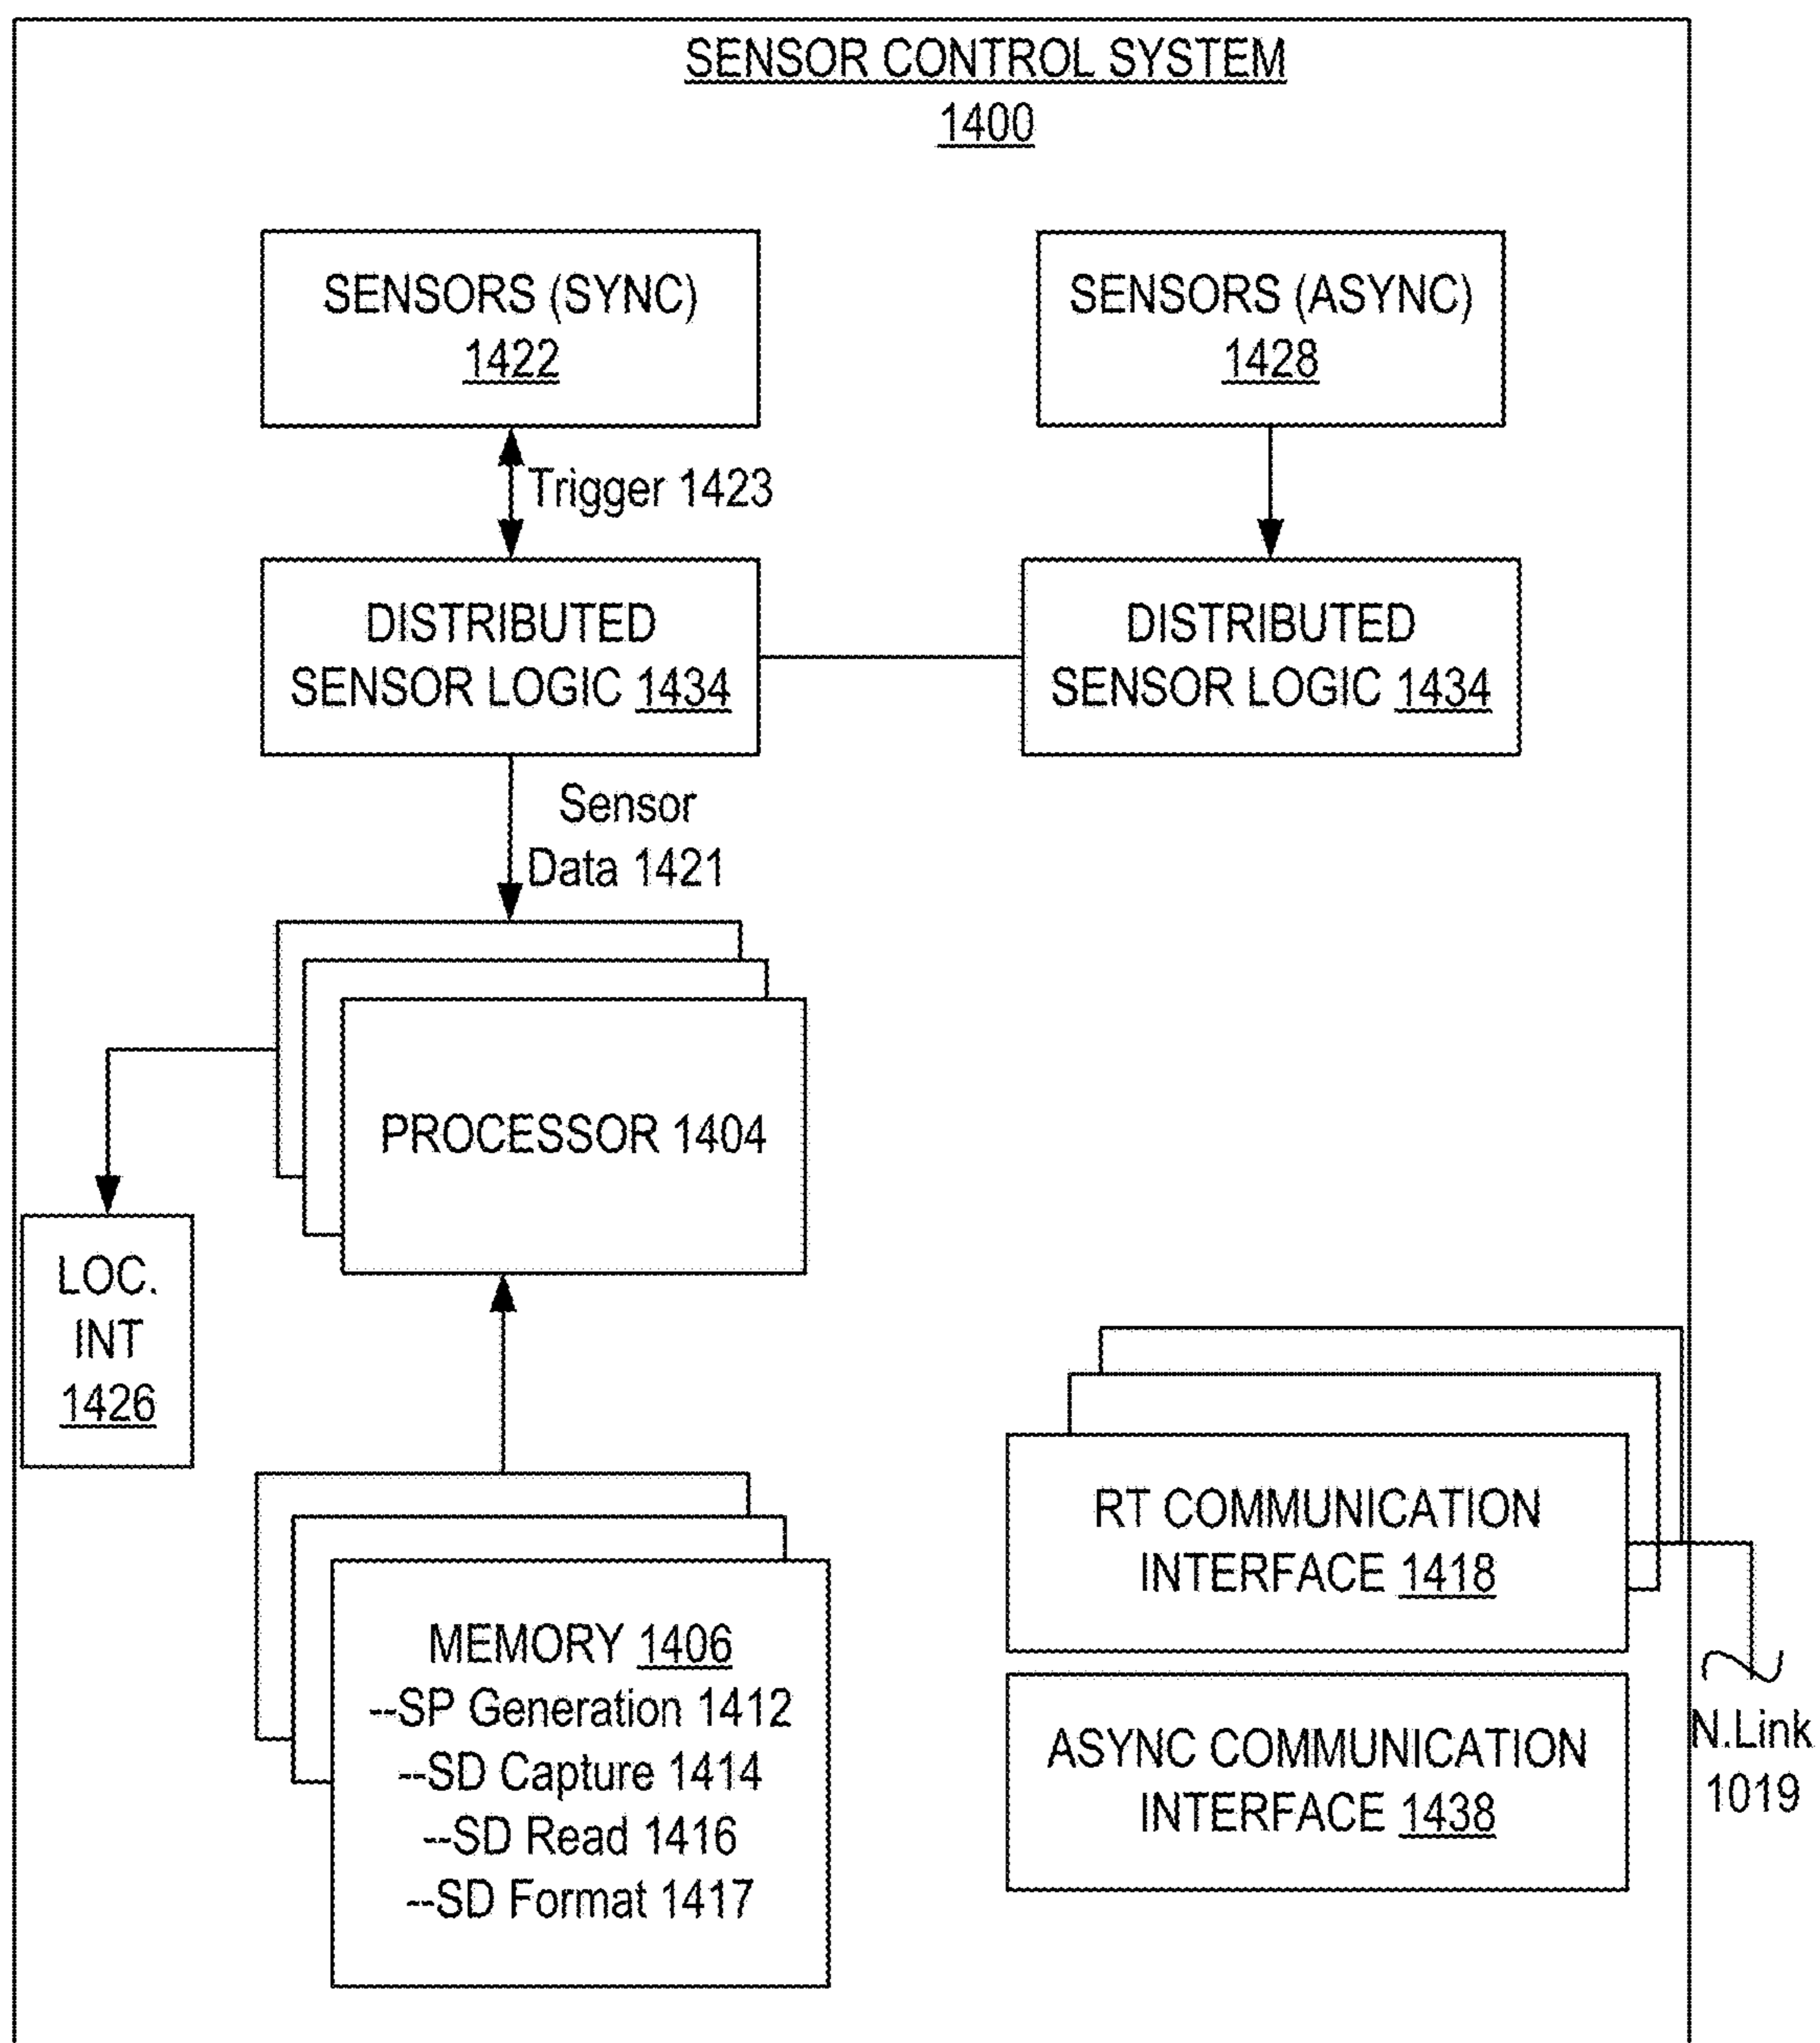 SENSOR CONTROL SYSTEM
1400
SENSORS (SYNC)
1422
SENSORS (ASYNC)
1428
Trigger 1423
DISTRIBUTED
SENSOR LOGIC 1434
DISTRIBUTED
SENSOR LOGIC 1434
Sensor
Data 1421
PROCESSOR 1404
LOC.
INT
1426
MEMORY 1406
--SP Generation 1412
--SD Capture 1414
--SD Read 1416
--SD Format 1417
RT COMMUNICATION
INTERFACE 1418
ASYNC COMMUNICATION
INTERFACE 1438
N.Link
1019